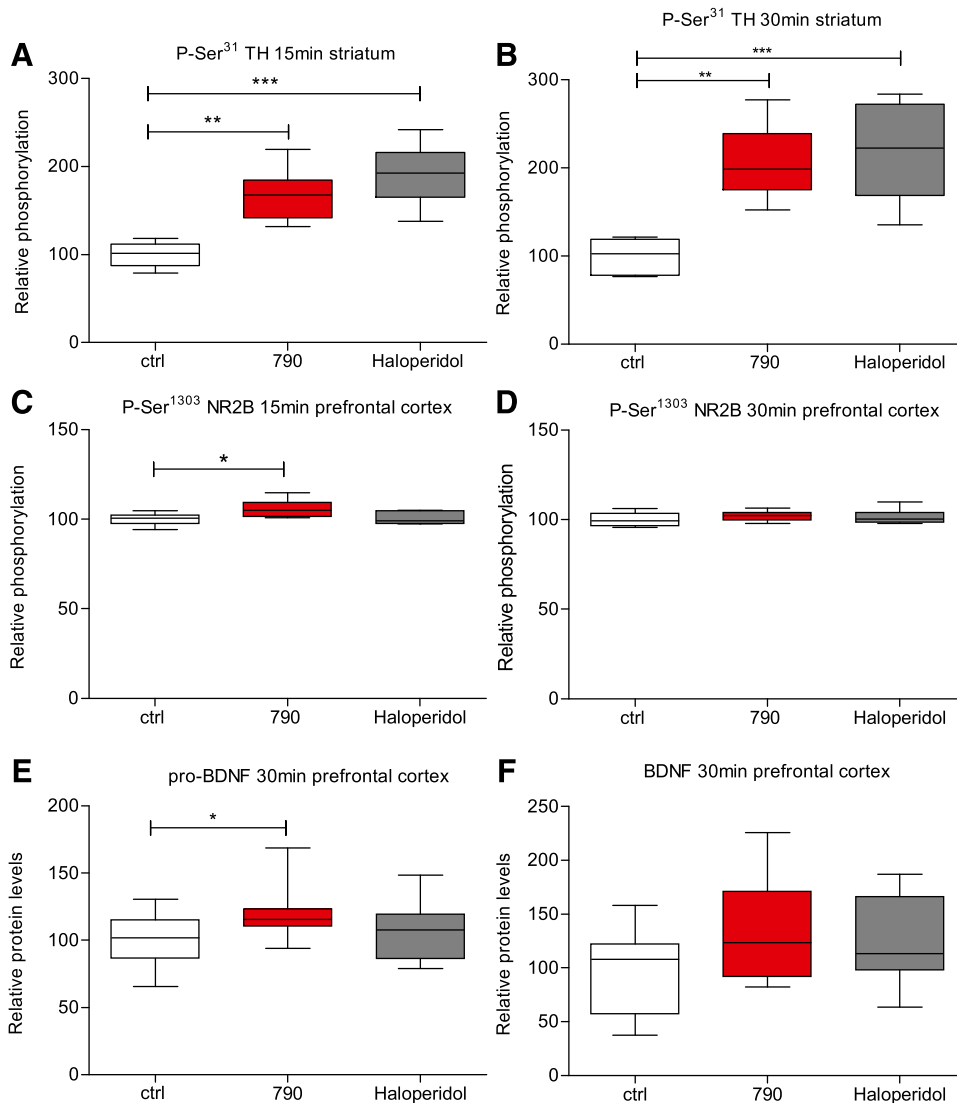 A
P-Ser³¹ TH 15min striatum
Relative phosphorylation
300
200
100
0
***
**
ctrl
790
Haloperidol
B
P-Ser³¹ TH 30min striatum
Relative phosphorylation
300
200
100
0
***
**
ctrl
790
Haloperidol
C
P-Ser¹³⁰³ NR2B 15min prefrontal cortex
Relative phosphorylation
150
100
50
0
*
ctrl
790
Haloperidol
D
P-Ser¹³⁰³ NR2B 30min prefrontal cortex
Relative phosphorylation
150
100
50
0
ctrl
790
Haloperidol
E
pro-BDNF 30min prefrontal cortex
Relative protein levels
200
150
100
50
0
*
ctrl
790
Haloperidol
F
BDNF 30min prefrontal cortex
Relative protein levels
250
200
150
100
50
0
ctrl
790
Haloperidol